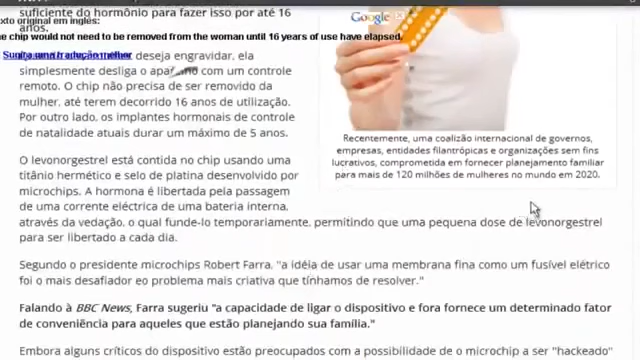 suficiente do hormônio para fazer isso por até 16
anos.
xto original em inglês:
e chip would not need to be removed from the woman until 16 years of use have elapsed.
Sugira uma tradução melhor
deseja engravidar, ela
simplesmente desliga o com um controle
remoto. O chip não precisa de ser removido da
mulher, até terem decorrido 16 anos de utilização.
Por outro lado, os implantes hormonais de controle
de natalidade atuais durar um máximo de 5 anos.
O levonorgestrel está contida no chip usando uma
titânio hermético e selo de platina desenvolvido por
microchips. A hormona é libertada pela passagem
de uma corrente eléctrica de uma bateria interna,
através da vedação, o qual funde-lo temporariamente, permitindo que uma pequena dose de levonorgestrel
para ser libertado a cada dia.
Google
Recentemente, uma coalizão internacional de governos,
empresas, entidades filantrópicas e organizações sem fins
lucrativos, comprometida em fornecer planejamento familiar
para mais de 120 milhões de mulheres no mundo em 2020.
Segundo o presidente microchips Robert Farra, "a idéia de usar uma membrana fina como um fusível elétrico
foi o mais desafiador eo problema mais criativa que tínhamos de resolver."
Falando à BBC News, Farra sugeriu "a capacidade de ligar o dispositivo e fora fornece um determinado fator
de conveniência para aqueles que estão planejando sua família."
Embora alguns críticos do dispositivo estão preocupados com a possibilidade de o microchip a ser "hackeado"